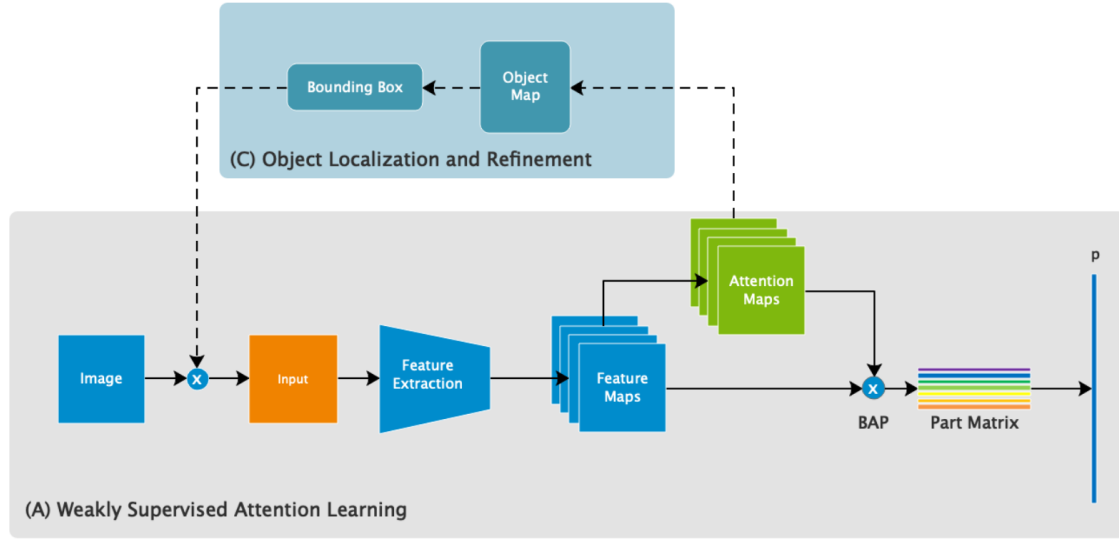 Bounding Box
Object
Map
(C) Object Localization and Refinement
Attention
Maps
p
Image
x
Input
Feature
Extraction
Feature
Maps
x
BAP
Part Matrix
(A) Weakly Supervised Attention Learning